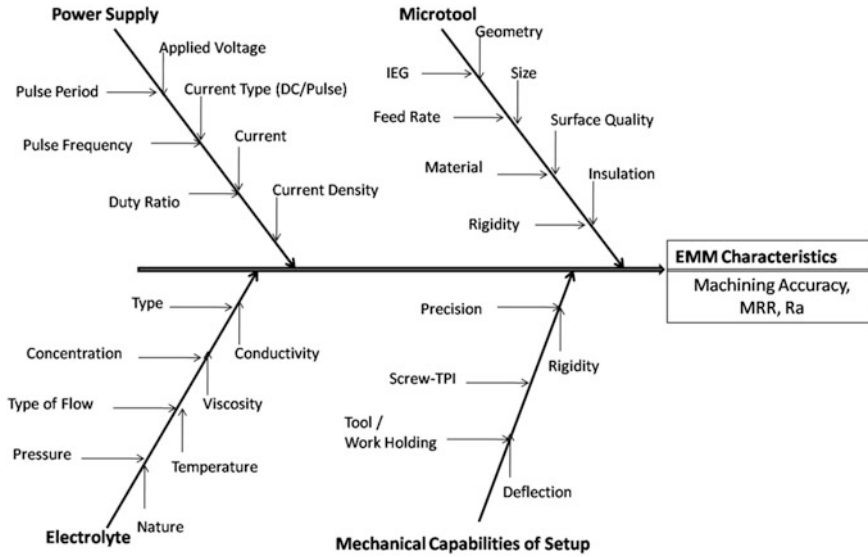 Power Supply
Microtool
Geometry
Applied Voltage
IEG
Size
Pulse Period
Current Type (DC/Pulse)
Feed Rate
Surface Quality
Pulse Frequency
Current
Material
Insulation
Duty Ratio
Current Density
Rigidity
EMM Characteristics
Machining Accuracy,
MRR, Ra
Type
Precision
Concentration
Conductivity
Rigidity
Screw-TPI
Type of Flow
Viscosity
Tool /
Work Holding
Pressure
Temperature
Deflection
Nature
Electrolyte
Mechanical Capabilities of Setup